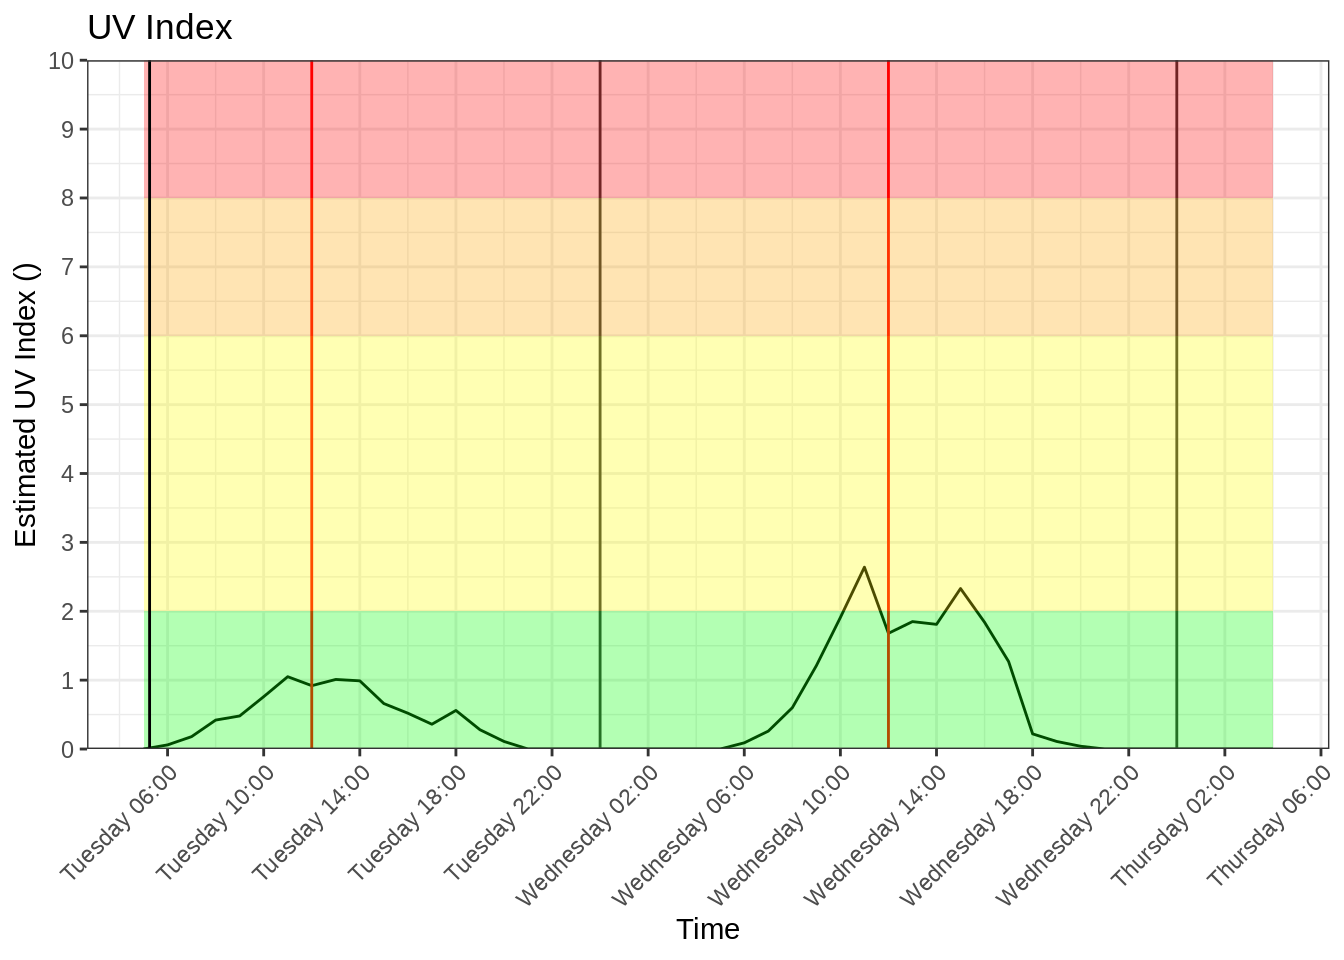 UV Index
Estimated UV Index ()
10
9
8
7
6
5
4
3
2
1
0
Tuesday 06:00
Tuesday 10:00
Tuesday 14:00
Tuesday 18:00
Tuesday 22:00
Wednesday 02:00
Wednesday 06:00
Wednesday 10:00
Wednesday 14:00
Wednesday 18:00
Wednesday 22:00
Thursday 02:00
Thursday 06:00
Time